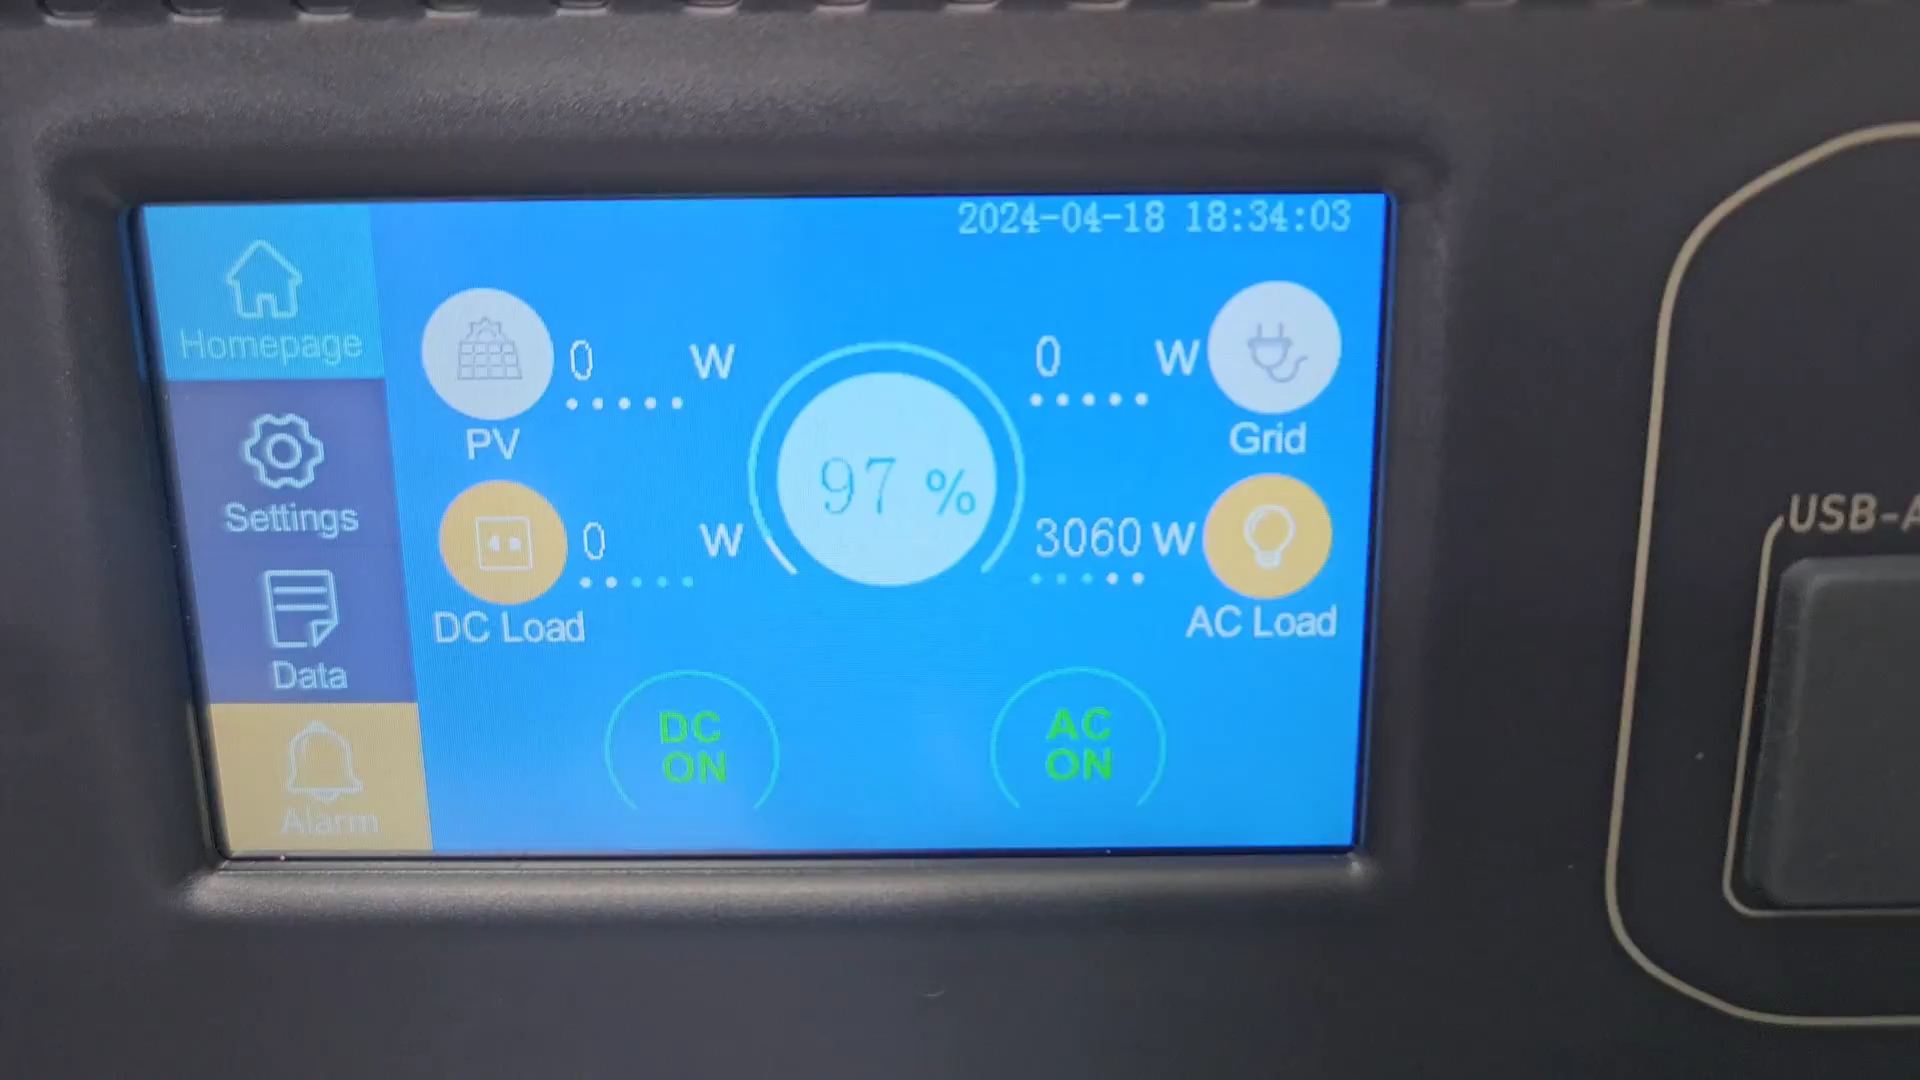 2024-04-18 18:34:03
Homepage
0 W
PV
0 W
Grid
97 %
Settings
0 W
DC Load
3060 W
AC Load
Data
DC
ON
AC
ON
Alarm
USB-A